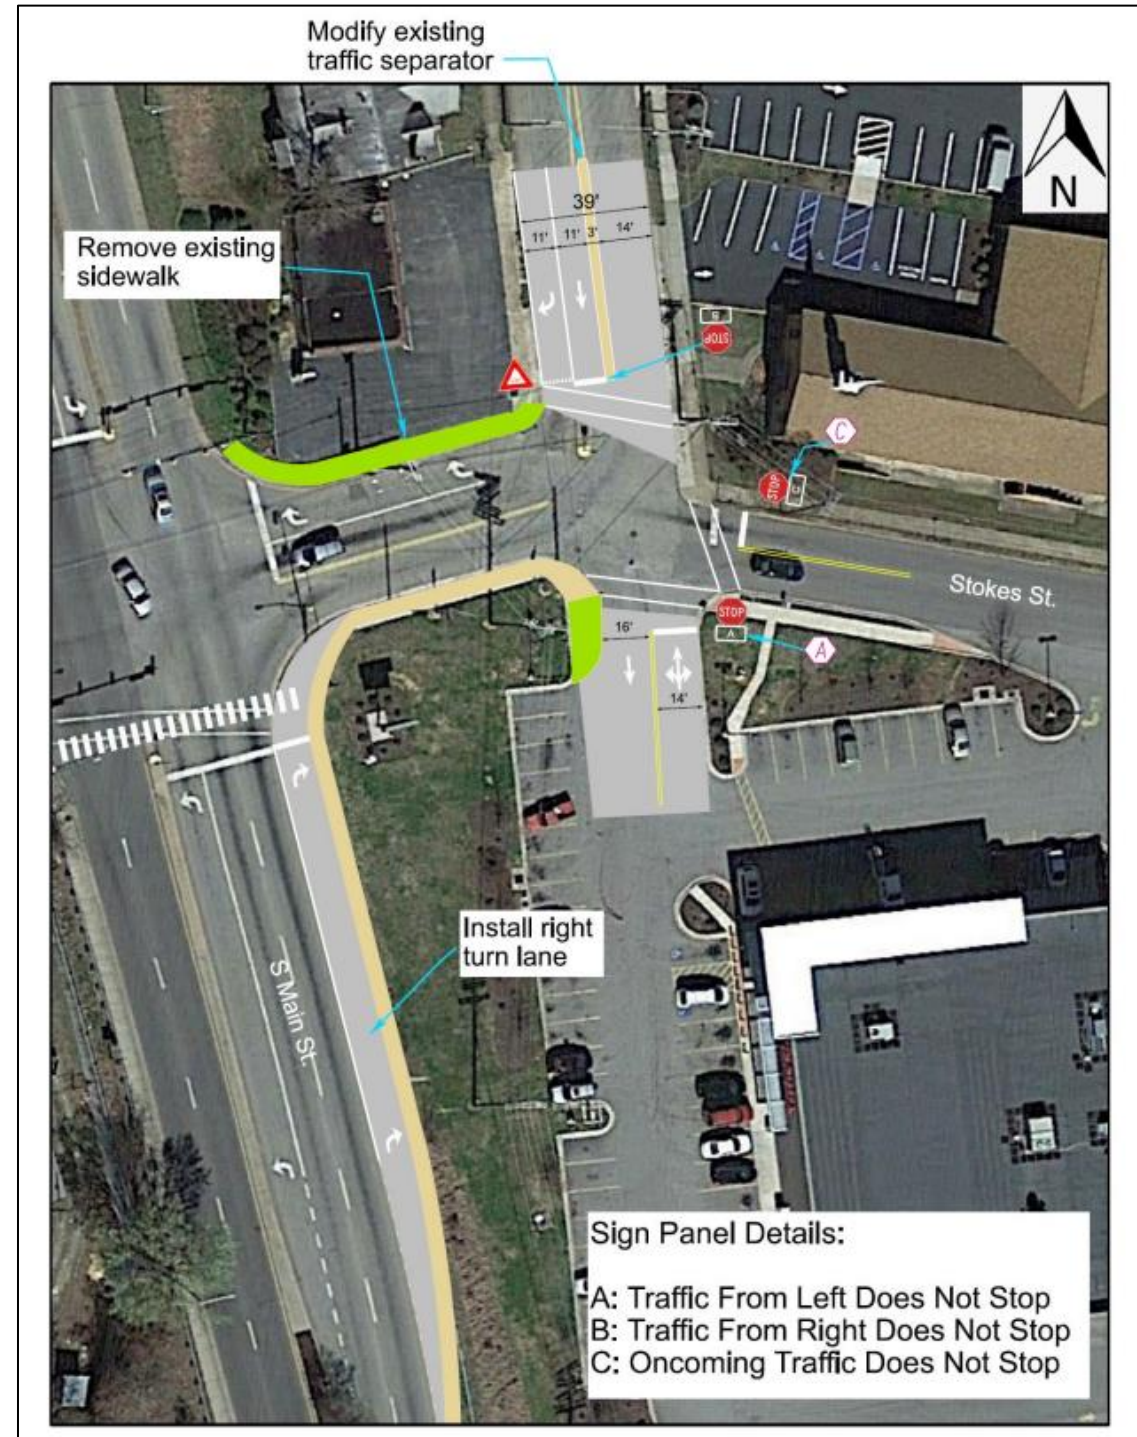 Modify existing
traffic separator
N
39'
11'
11'
3'
14'
Remove existing
sidewalk
B
STOP
C
STOP
C
Stokes St.
STOP
A
A
16'
14'
Install right
turn lane
S Main St.
Sign Panel Details:
A: Traffic From Left Does Not Stop
B: Traffic From Right Does Not Stop
C: Oncoming Traffic Does Not Stop